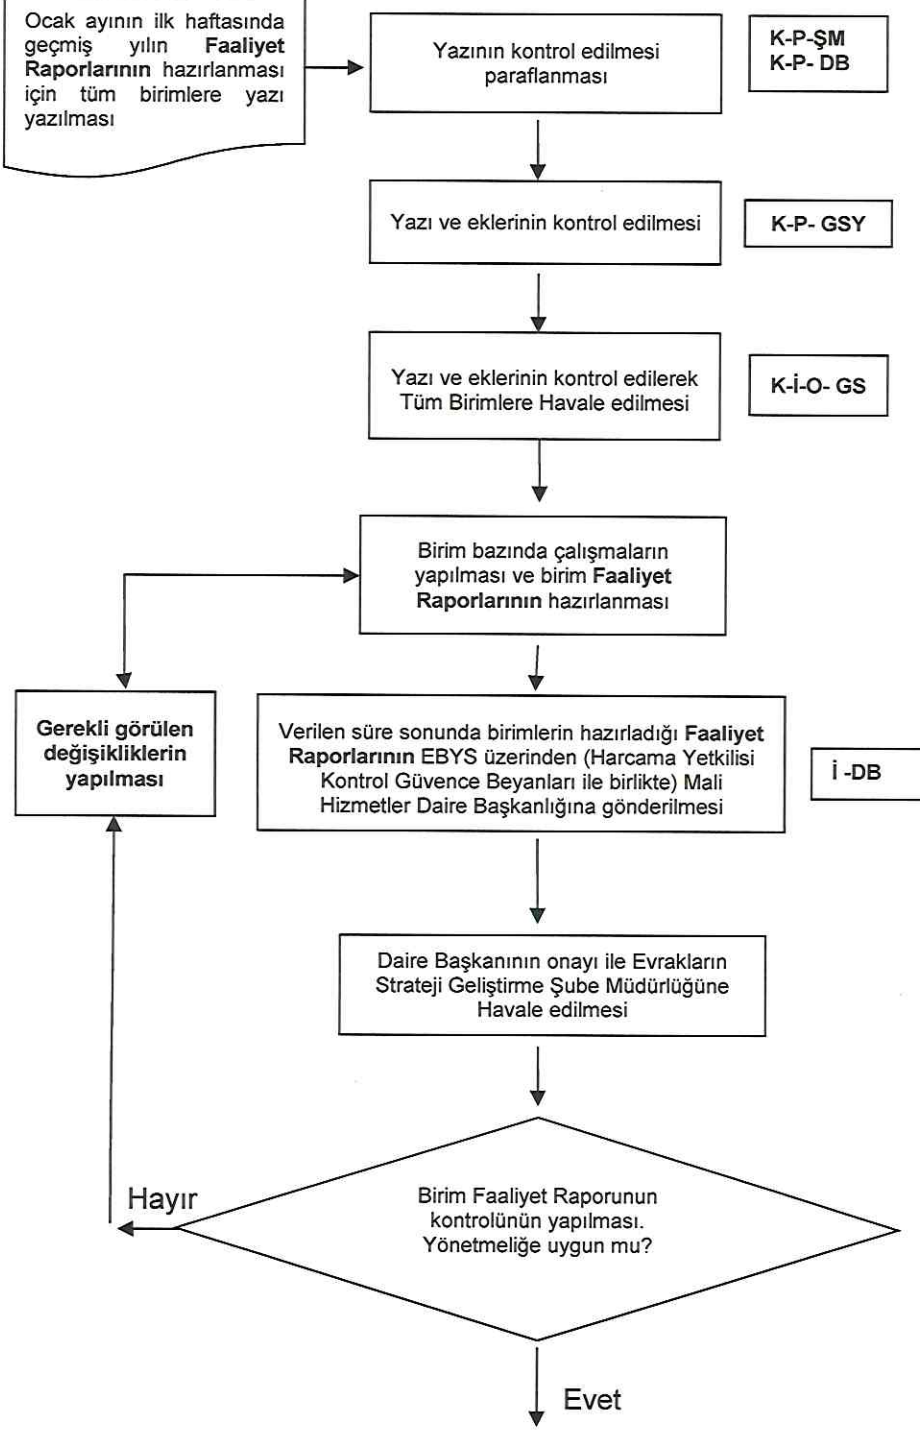 Ocak ayının ilk haftasında
geçmiş yılın Faaliyet
Raporlarının hazırlanması
için tüm birimlere yazı
yazılması
Yazının kontrol edilmesi
paraflanması
K-P-ŞM
K-P- DB
Yazı ve eklerinin kontrol edilmesi
K-P- GSY
Yazı ve eklerinin kontrol edilerek
Tüm Birimlere Havale edilmesi
K-İ-O- GS
Birim bazında çalışmaların
yapılması ve birim Faaliyet
Raporlarının hazırlanması
Gerekli görülen
değişikliklerin
yapılması
Verilen süre sonunda birimlerin hazırladığı Faaliyet
Raporlarının EBYS üzerinden (Harcama Yetkilisi
Kontrol Güvence Beyanları ile birlikte) Mali
Hizmetler Daire Başkanlığına gönderilmesi
İ -DB
Daire Başkanının onayı ile Evrakların
Strateji Geliştirme Şube Müdürlüğüne
Havale edilmesi
Hayır
Birim Faaliyet Raporunun
kontrolünün yapılması.
Yönetmeliğe uygun mu?
Evet